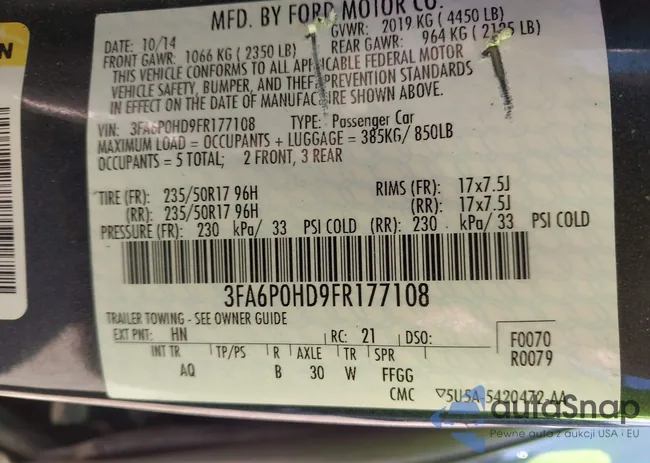 MFD. BY FORD MOTOR CO.
DATE: 10/14
GVWR: 2019 KG (4450 LB)
FRONT GAWR: 1066 KG (2350 LB)
REAR GAWR: 964 KG (2125 LB)
THIS VEHICLE CONFORMS TO ALL APPLICABLE FEDERAL MOTOR
VEHICLE SAFETY, BUMPER, AND THEFT PREVENTION STANDARDS
IN EFFECT ON THE DATE OF MANUFACTURE SHOWN ABOVE.
VIN: 3FA6P0HD9FR177108 TYPE: Passenger Car
MAXIMUM LOAD = OCCUPANTS + LUGGAGE = 385KG/ 850LB
OCCUPANTS = 5 TOTAL; 2 FRONT, 3 REAR
TIRE (FR): 235/50R17 96H RIMS (FR): 17x7.5J
(RR): 235/50R17 96H (RR): 17x7.5J
PRESSURE (FR): 230 kPa/ 33 PSI COLD (RR): 230 kPa/ 33 PSI COLD
3FA6P0HD9FR177108
TRAILER TOWING - SEE OWNER GUIDE
EXT PNT: HN RC: 21 DSO:
F0070
R0079
INT TR TP/PS R AXLE TR SPR
AQ B 30 W FFGG
CMC ▽5U5A-5420472-AA
N
autoSnap
Pewne auta z aukcji USA i EU